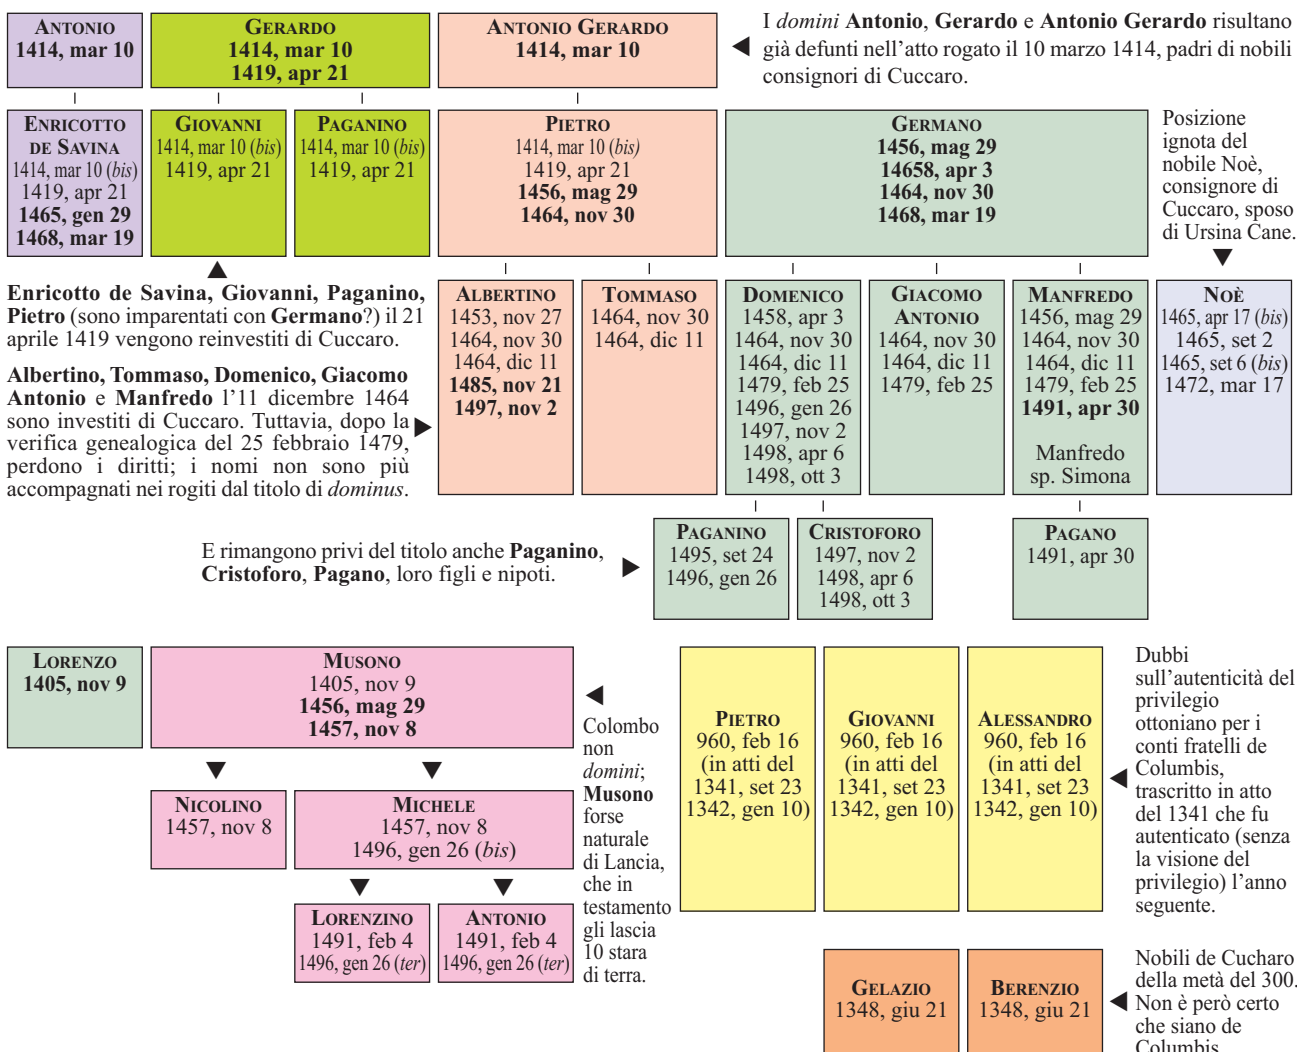 ANTONIO
1414, mar 10
GERARDO
1414, mar 10
1419, apr 21
ANTONIO GERARDO
1414, mar 10
I domini Antonio, Gerardo e Antonio Gerardo risultano
già defunti nell'atto rogato il 10 marzo 1414, padri di nobili
consignori di Cuccaro.
ENRICOTTO
DE SAVINA
1414, mar 10 (bis)
1419, apr 21
1465, gen 29
1468, mar 19
GIOVANNI
1414, mar 10 (bis)
1419, apr 21
PAGANINO
1414, mar 10 (bis)
1419, apr 21
PIETRO
1414, mar 10 (bis)
1419, apr 21
1456, mag 29
1464, nov 30
GERMANO
1456, mag 29
14658, apr 3
1464, nov 30
1468, mar 19
Posizione
ignota del
nobile Noè,
consignore di
Cuccaro, sposo
di Ursina Cane.
Enricotto de Savina, Giovanni, Paganino,
Pietro (sono imparentati con Germano?) il 21
aprile 1419 vengono reinvestiti di Cuccaro.
Albertino, Tommaso, Domenico, Giacomo
Antonio e Manfredo l'11 dicembre 1464
sono investiti di Cuccaro. Tuttavia, dopo la
verifica genealogica del 25 febbraio 1479,
perdono i diritti; i nomi non sono più
accompagnati nei rogiti dal titolo di dominus.
ALBERTINO
1453, nov 27
1464, nov 30
1464, dic 11
1485, nov 21
1497, nov 2
TOMMASO
1464, nov 30
1464, dic 11
DOMENICO
1458, apr 3
1464, nov 30
1464, dic 11
1479, feb 25
1496, gen 26
1497, nov 2
1498, apr 6
1498, ott 3
GIACOMO
ANTONIO
1464, nov 30
1464, dic 11
1479, feb 25
MANFREDO
1456, mag 29
1464, nov 30
1464, dic 11
1479, feb 25
1491, apr 30
Manfredo
sp. Simona
NOÈ
1465, apr 17 (bis)
1465, set 2
1465, set 6 (bis)
1472, mar 17
E rimangono privi del titolo anche Paganino,
Cristoforo, Pagano, loro figli e nipoti.
PAGANINO
1495, set 24
1496, gen 26
CRISTOFORO
1497, nov 2
1498, apr 6
1498, ott 3
PAGANO
1491, apr 30
LORENZO
1405, nov 9
MUSONO
1405, nov 9
1456, mag 29
1457, nov 8
Colombo
non
domini;
Musono
forse
naturale
di Lancia,
che in
testamento
gli lascia
10 stara
di terra.
NICOLINO
1457, nov 8
MICHELE
1457, nov 8
1496, gen 26 (bis)
LORENZINO
1491, feb 4
1496, gen 26 (ter)
ANTONIO
1491, feb 4
1496, gen 26 (ter)
PIETRO
960, feb 16
(in atti del
1341, set 23
1342, gen 10)
GIOVANNI
960, feb 16
(in atti del
1341, set 23
1342, gen 10)
ALESSANDRO
960, feb 16
(in atti del
1341, set 23
1342, gen 10)
Dubbi
sull'autenticità del
privilegio
ottoniano per i
conti fratelli de
Columbis,
trascritto in atto
del 1341 che fu
autenticato (senza
la visione del
privilegio) l'anno
seguente.
GELAZIO
1348, giu 21
BERENZIO
1348, giu 21
Nobili de Cucharo
della metà del 300.
Non è però certo
che siano de
Columbis